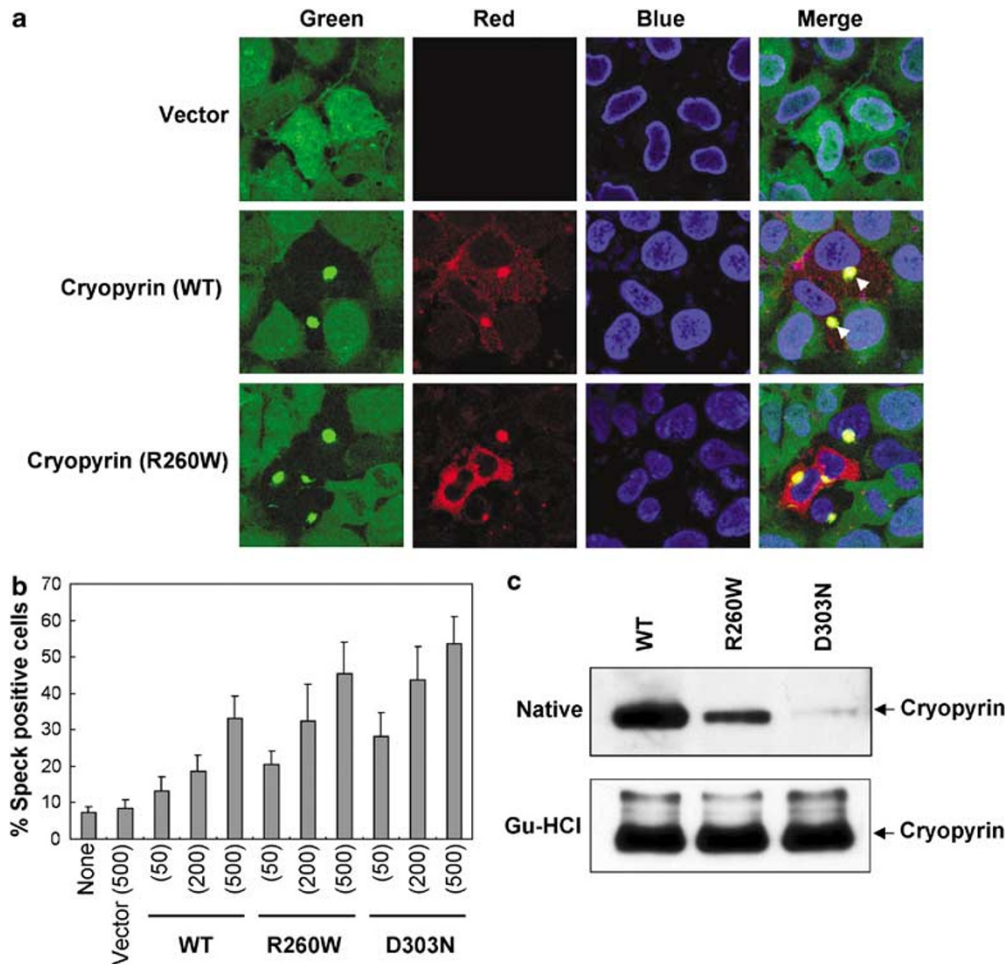 a
Green Red Blue Merge
Vector
Cryopyrin (WT)
Cryopyrin (R260W)
b
% Speck positive cells
70
60
50
40
30
20
10
0
None
Vector (500)
(50)
(200)
(500)
(50)
(200)
(500)
(50)
(200)
(500)
WT R260W D303N
c
WT
R260W
D303N
Native
Cryopyrin
Gu-HCl
Cryopyrin